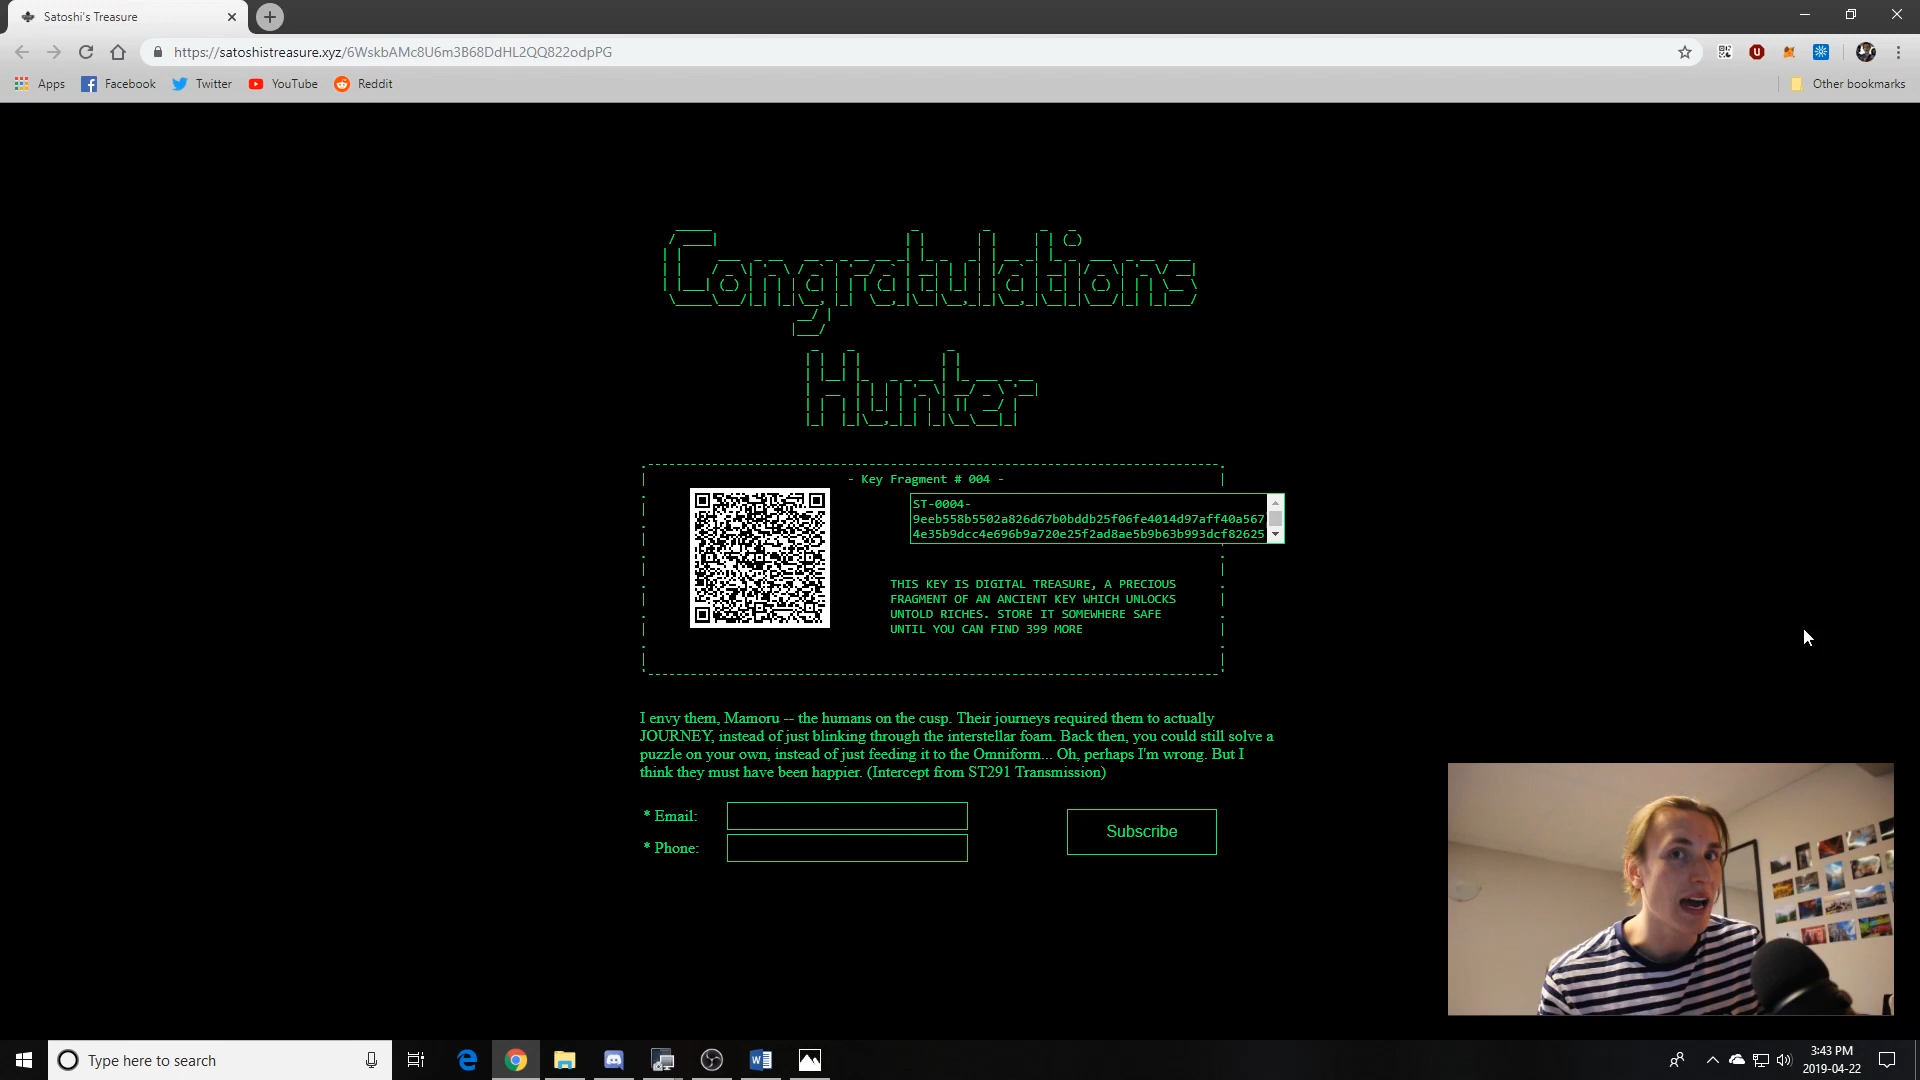 Satoshi's Treasure
https://satoshistreasure.xyz/6WskbAMc8U6m3B68DdHL2QQ822odpPG
Apps Facebook Twitter YouTube Reddit Other bookmarks
Congratulations
Hunter
- Key Fragment # 004 -
ST-0004-
9eeb558b5502a826d67b0bddb25f06fe4014d97aff40a567
4e35b9dcc4e696b9a720e25f2ad8ae5b9b63b993dcf82625
THIS KEY IS DIGITAL TREASURE, A PRECIOUS
FRAGMENT OF AN ANCIENT KEY WHICH UNLOCKS
UNTOLD RICHES. STORE IT SOMEWHERE SAFE
UNTIL YOU CAN FIND 399 MORE
I envy them, Mamoru -- the humans on the cusp. Their journeys required them to actually
JOURNEY, instead of just blinking through the interstellar foam. Back then, you could still solve a
puzzle on your own, instead of just feeding it to the Omniform... Oh, perhaps I'm wrong. But I
think they must have been happier. (Intercept from ST291 Transmission)
* Email:
Subscribe
* Phone:
Type here to search
3:43 PM
2019-04-22